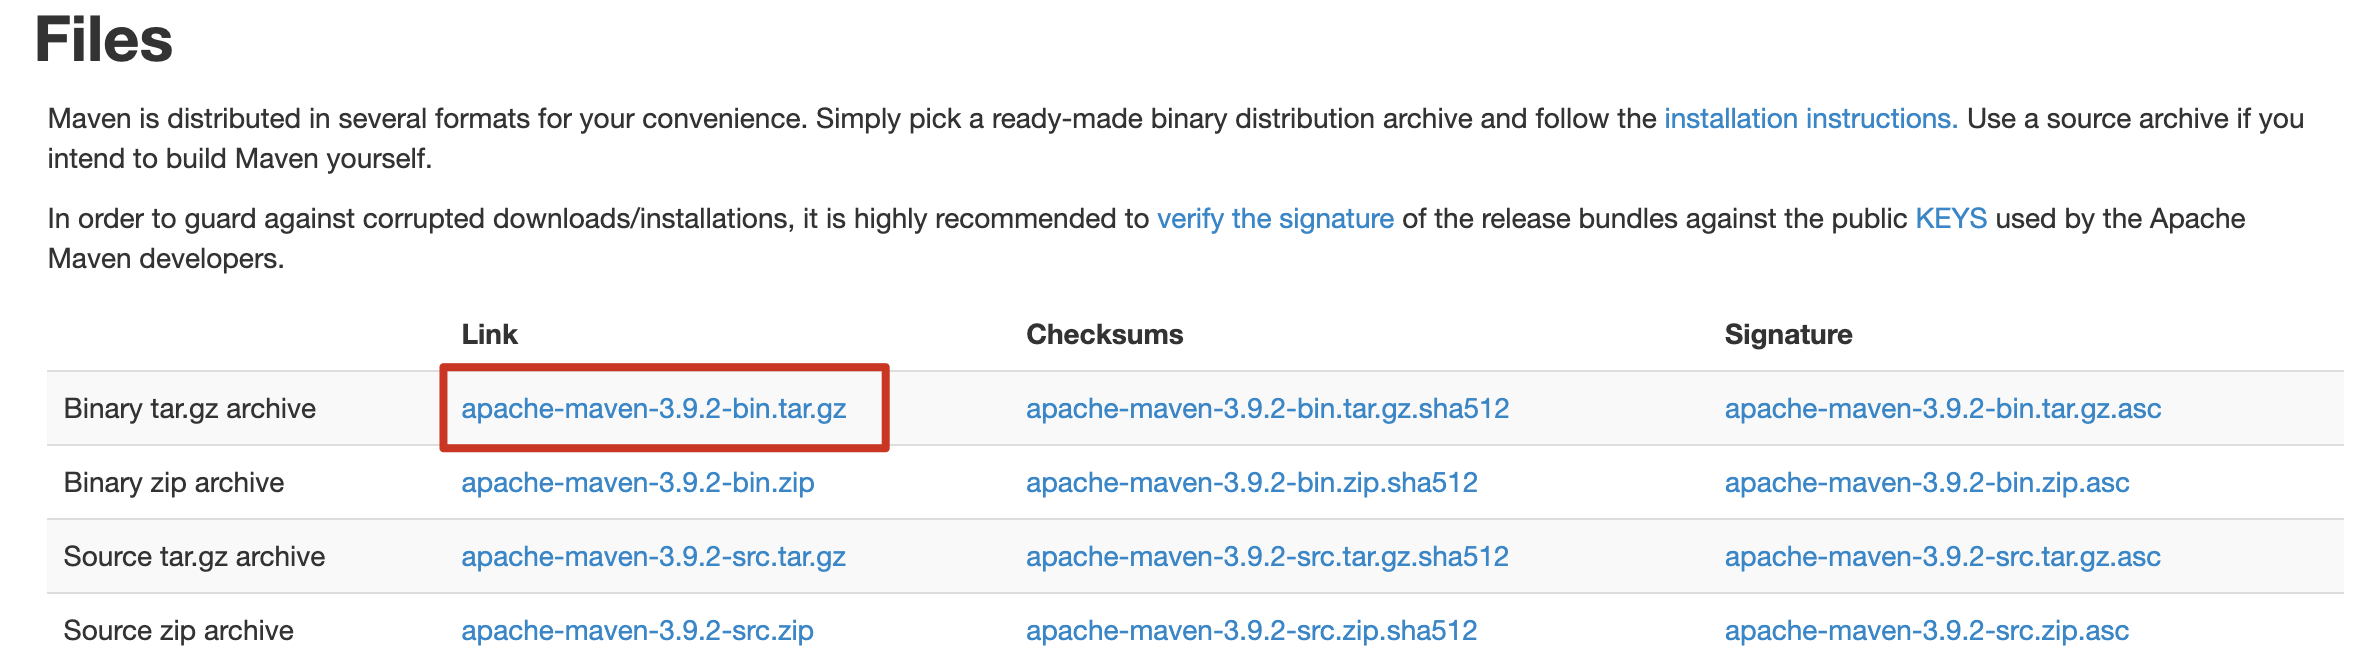 Files
Maven is distributed in several formats for your convenience. Simply pick a ready-made binary distribution archive and follow the installation instructions. Use a source archive if you
intend to build Maven yourself.
In order to guard against corrupted downloads/installations, it is highly recommended to verify the signature of the release bundles against the public KEYS used by the Apache
Maven developers.
Link Checksums Signature
Binary tar.gz archive apache-maven-3.9.2-bin.tar.gz apache-maven-3.9.2-bin.tar.gz.sha512 apache-maven-3.9.2-bin.tar.gz.asc
Binary zip archive apache-maven-3.9.2-bin.zip apache-maven-3.9.2-bin.zip.sha512 apache-maven-3.9.2-bin.zip.asc
Source tar.gz archive apache-maven-3.9.2-src.tar.gz apache-maven-3.9.2-src.tar.gz.sha512 apache-maven-3.9.2-src.tar.gz.asc
Source zip archive apache-maven-3.9.2-src.zip apache-maven-3.9.2-src.zip.sha512 apache-maven-3.9.2-src.zip.asc